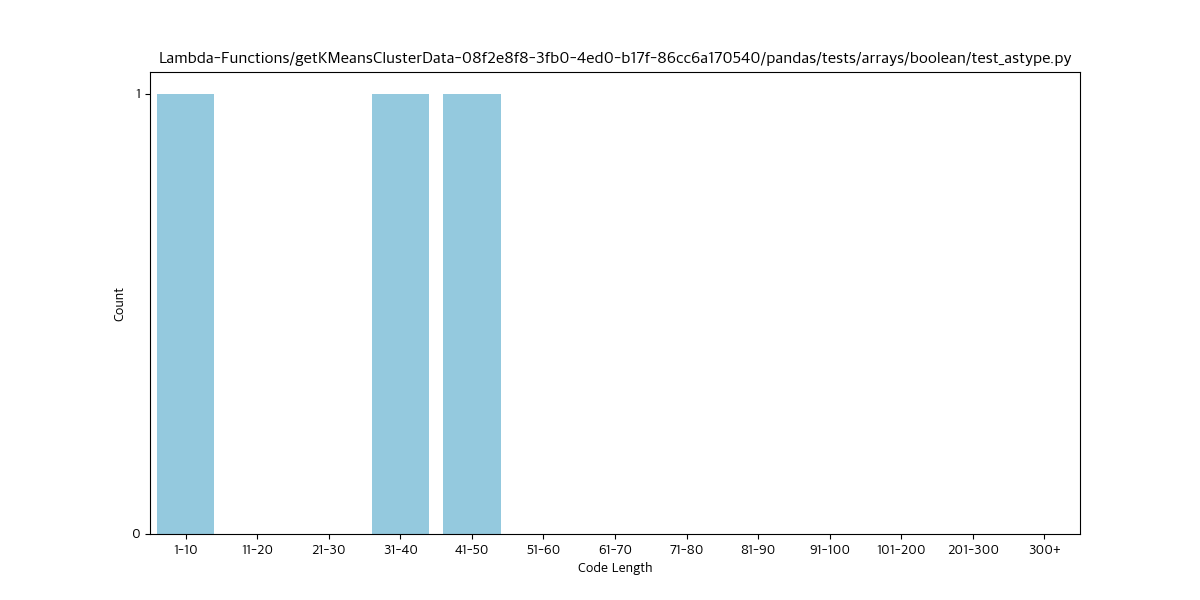 Lambda-Functions/getKMeansClusterData-08f2e8f8-3fb0-4ed0-b17f-86cc6a170540/pandas/tests/arrays/boolean/test_astype.py
1
Count
0
1-10 11-20 21-30 31-40 41-50 51-60 61-70 71-80 81-90 91-100 101-200 201-300 300+
Code Length